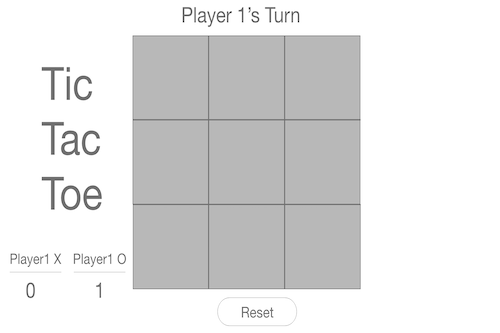 Player 1's Turn
Tic
Tac
Toe
Player1 X Player1 O
0 1
Reset